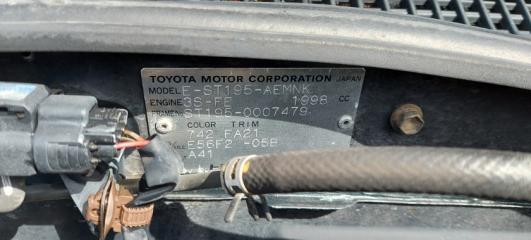 TOYOTA MOTOR CORPORATION JAPAN
MODEL E-ST195-AEMNK
ENGINE 3S-FE 1998 CC
FRAME No. ST195-0007479
COLOR TRIM
742 FA21
E56F2 -05B
A41